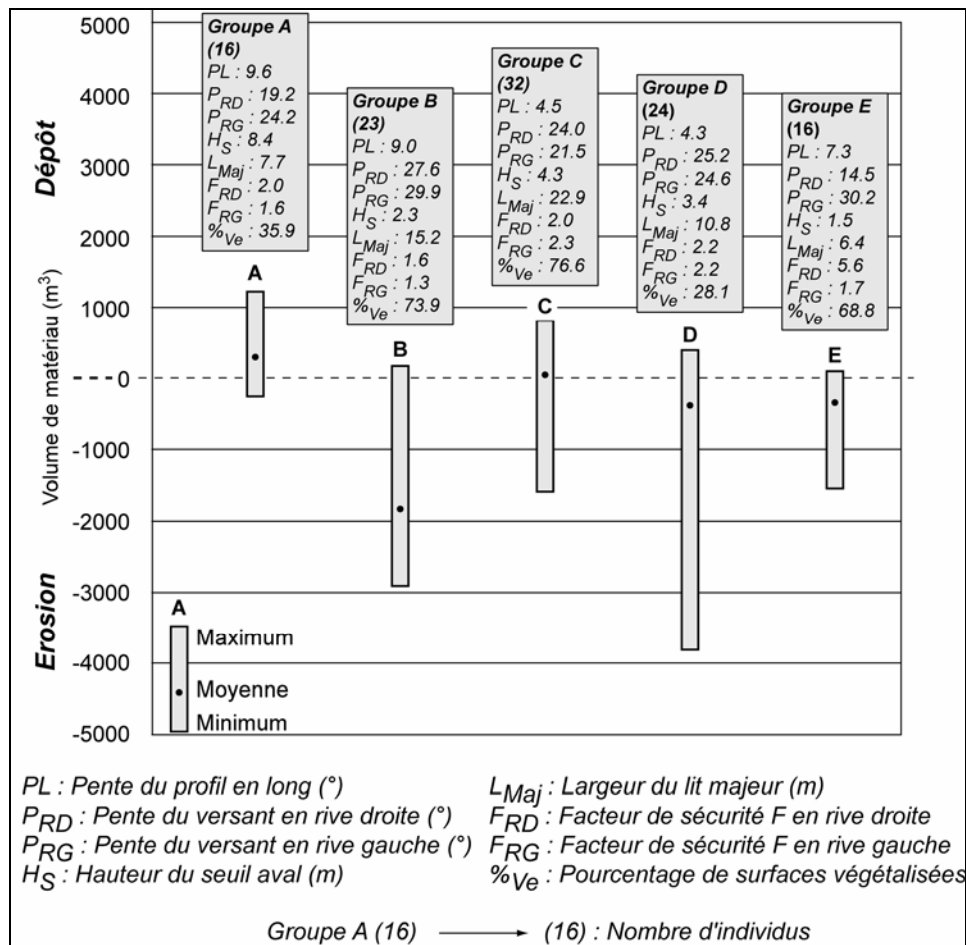 5000
4000
3000
2000
1000
0
-1000
-2000
-3000
-4000
-5000
Dépôt
Volume de matériau (m3)
Erosion
Groupe A
(16)
PL : 9.6
PRD : 19.2
PRG : 24.2
HS : 8.4
LMaj : 7.7
FRD : 2.0
FRG : 1.6
%Ve : 35.9
A
Groupe B
(23)
PL : 9.0
PRD : 27.6
PRG : 29.9
HS : 2.3
LMaj : 15.2
FRD : 1.6
FRG : 1.3
%Ve : 73.9
B
Groupe C
(32)
PL : 4.5
PRD : 24.0
PRG : 21.5
HS : 4.3
LMaj : 22.9
FRD : 2.0
FRG : 2.3
%Ve : 76.6
C
Groupe D
(24)
PL : 4.3
PRD : 25.2
PRG : 24.6
HS : 3.4
LMaj : 10.8
FRD : 2.2
FRG : 2.2
%Ve : 28.1
D
Groupe E
(16)
PL : 7.3
PRD : 14.5
PRG : 30.2
HS : 1.5
LMaj : 6.4
FRD : 5.6
FRG : 1.7
%Ve : 68.8
E
A
Maximum
Moyenne
Minimum
PL : Pente du profil en long (°)
PRD : Pente du versant en rive droite (°)
PRG : Pente du versant en rive gauche (°)
HS : Hauteur du seuil aval (m)
LMaj : Largeur du lit majeur (m)
FRD : Facteur de sécurité F en rive droite
FRG : Facteur de sécurité F en rive gauche
%Ve : Pourcentage de surfaces végétalisées
Groupe A (16) → (16) : Nombre d'individus